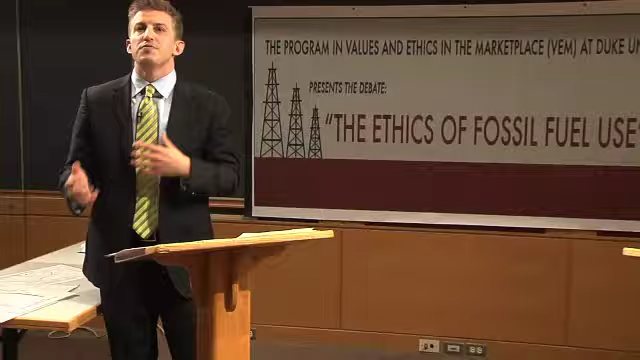 THE PROGRAM IN VALUES AND ETHICS IN THE MARKETPLACE (VEM) AT DUKE
PRESENTS THE DEBATE:
"THE ETHICS OF FOSSIL FUEL USE